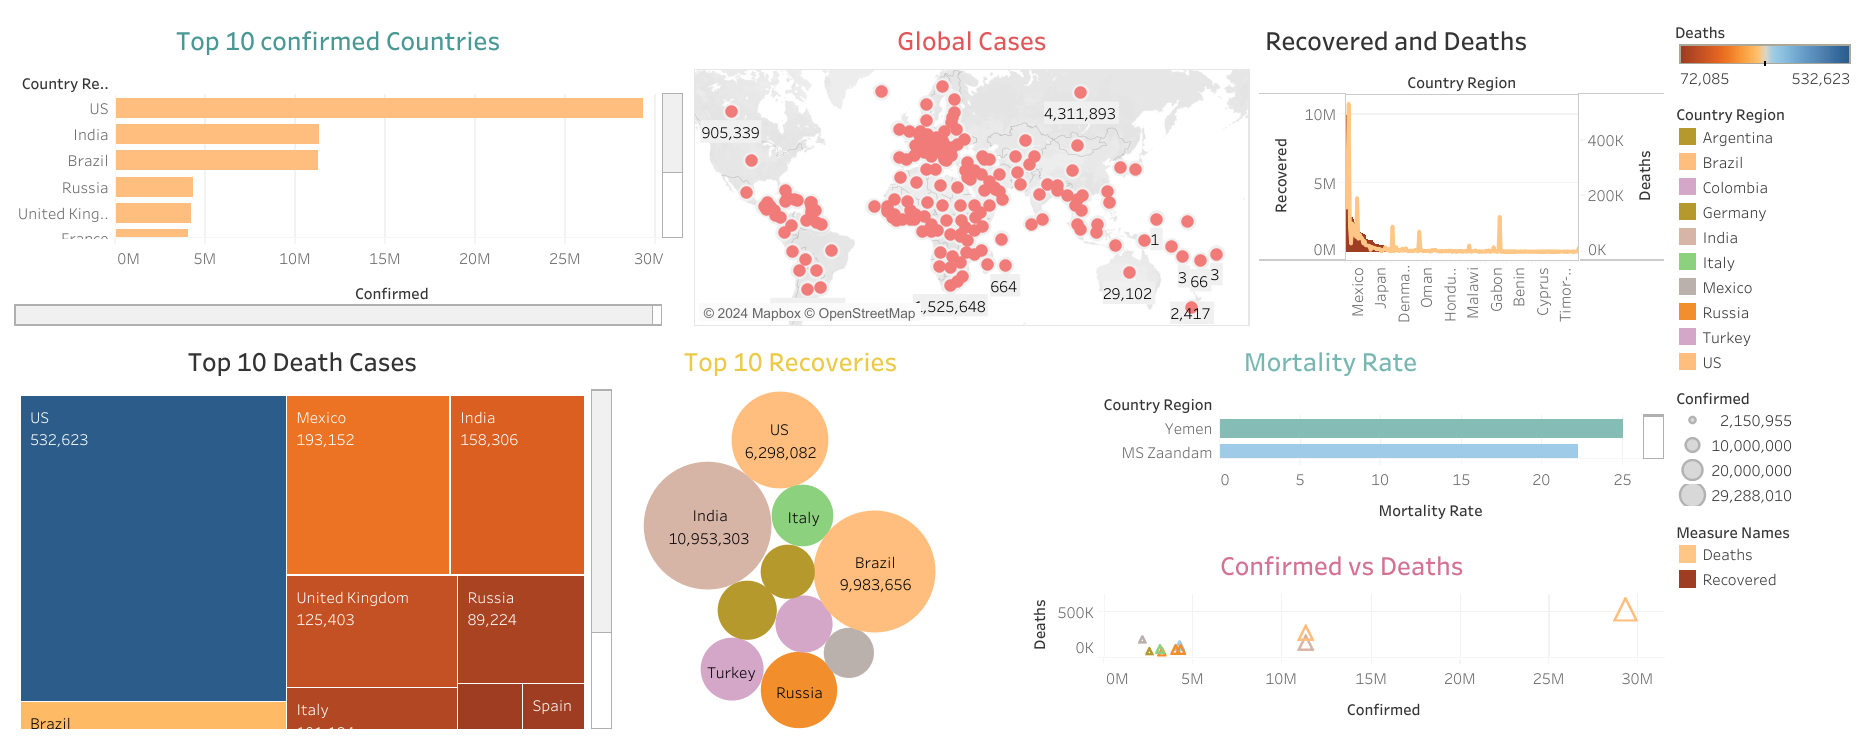 Top 10 confirmed Countries
Country Re..
US
India
Brazil
Russia
United King..
France
0M 5M 10M 15M 20M 25M 30M
Confirmed
Global Cases
905,339
4,311,893
1
664
29,102
3 66 3
,525,648
2,417
© 2024 Mapbox © OpenStreetMap
Recovered and Deaths
Country Region
10M
5M
0M
Recovered
400K
200K
0K
Deaths
Mexico
Japan
Denma..
Oman
Hondu..
Malawi
Gabon
Benin
Cyprus
Timor-..
Deaths
72,085 532,623
Country Region
Argentina
Brazil
Colombia
Germany
India
Italy
Mexico
Russia
Turkey
US
Confirmed
2,150,955
10,000,000
20,000,000
29,288,010
Measure Names
Deaths
Recovered
Top 10 Death Cases
US
532,623
Mexico
193,152
India
158,306
United Kingdom
125,403
Russia
89,224
Brazil
Italy
Spain
Top 10 Recoveries
US
6,298,082
India
10,953,303
Italy
Brazil
9,983,656
Turkey
Russia
Mortality Rate
Country Region
Yemen
MS Zaandam
0 5 10 15 20 25
Mortality Rate
Confirmed vs Deaths
Deaths
500K
0K
0M 5M 10M 15M 20M 25M 30M
Confirmed